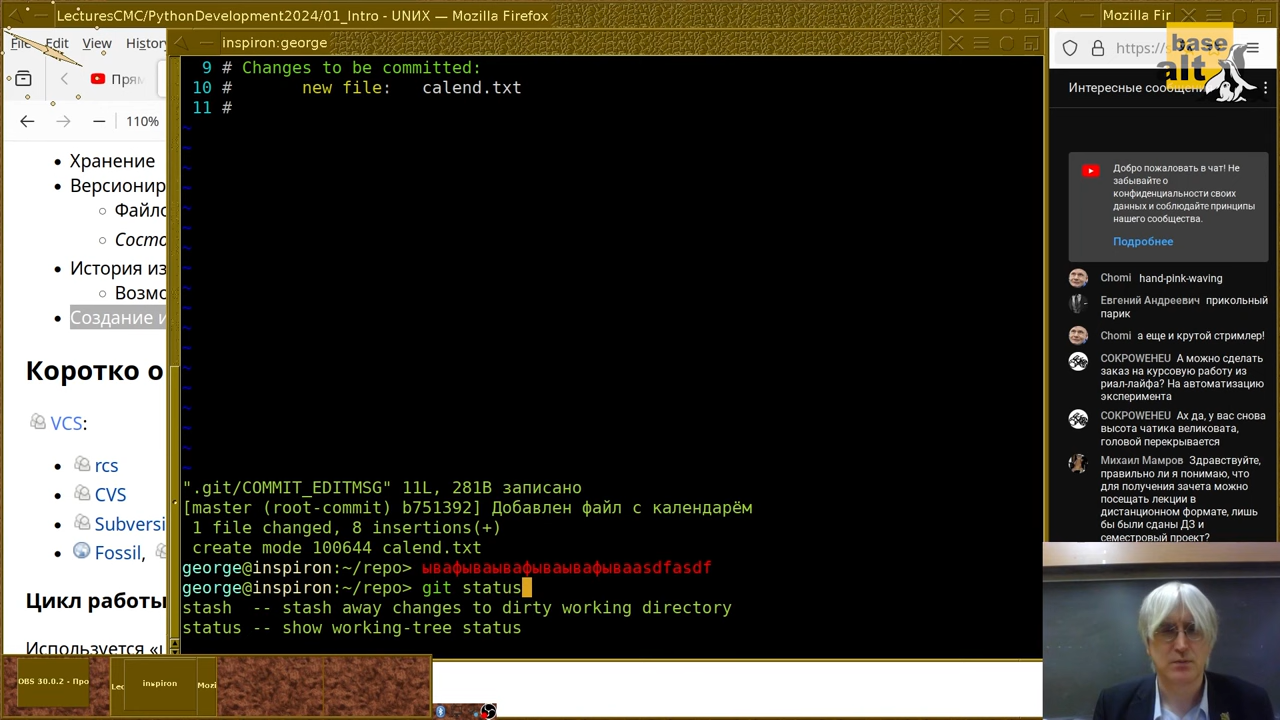 LecturesCMC/PythonDevelopment2024/01_Intro - UNИX — Mozilla Firefox
Mozilla Fir
File Edit View History
inspiron:george
Прям
110%
https://s
base
alt
Интересные сообщен
Хранение
Версионир
Файло
Состо
История из
Возмо
Создание и
Коротко о
VCS:
rcs
CVS
Subversi
Fossil,
Цикл работы
Используется «ц
9 # Changes to be committed:
10 #       new file:   calend.txt
11 #
".git/COMMIT_EDITMSG" 11L, 281B записано
[master (root-commit) b751392] Добавлен файл с календарём
1 file changed, 8 insertions(+)
create mode 100644 calend.txt
george@inspiron:~/repo> ывафываывафываывафываasdfasdf
george@inspiron:~/repo> git status
stash  -- stash away changes to dirty working directory
status -- show working-tree status
Добро пожаловать в чат! Не
забывайте о
конфиденциальности своих
данных и соблюдайте принципы
нашего сообщества.
Подробнее
Chomi hand-pink-waving
Евгений Андреевич прикольный
парик
Chomi а еще и крутой стример!
COKPOWEHEU А можно сделать
заказ на курсовую работу из
риал-лайфа? На автоматизацию
эксперимента
COKPOWEHEU Ах да, у вас снова
высота чатика великовата,
головой перекрывается
Михаил Мамров Здравствуйте,
правильно ли я понимаю, что
для получения зачета можно
посещать лекции в
дистанционном формате, лишь
бы были сданы ДЗ и
семестровый проект?
OBS 30.0.2 - Про
Lec
inspiron
Mozi